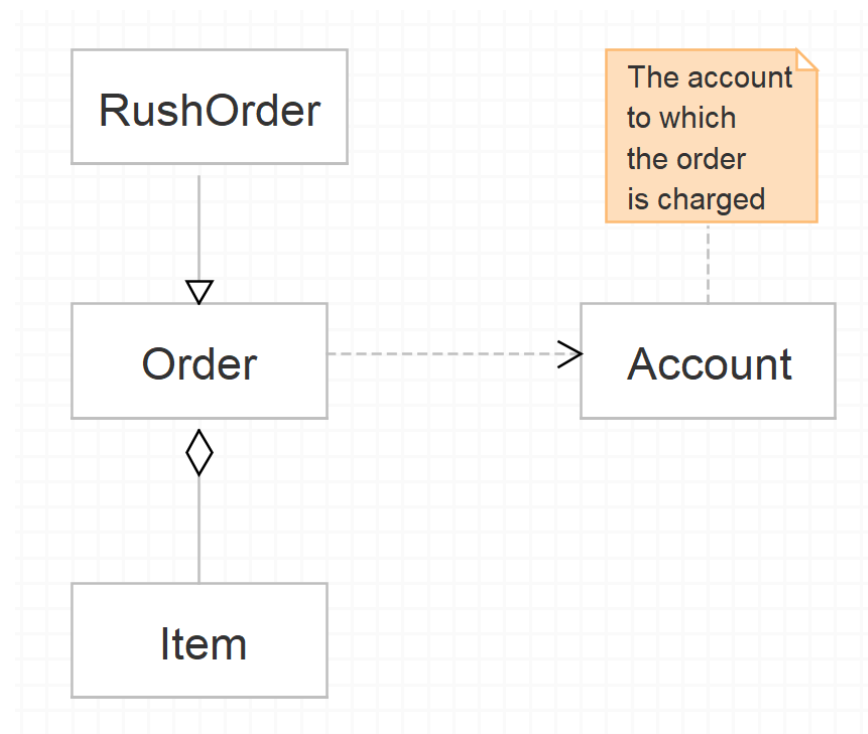 RushOrder
The account
to which
the order
is charged
Order
Account
Item